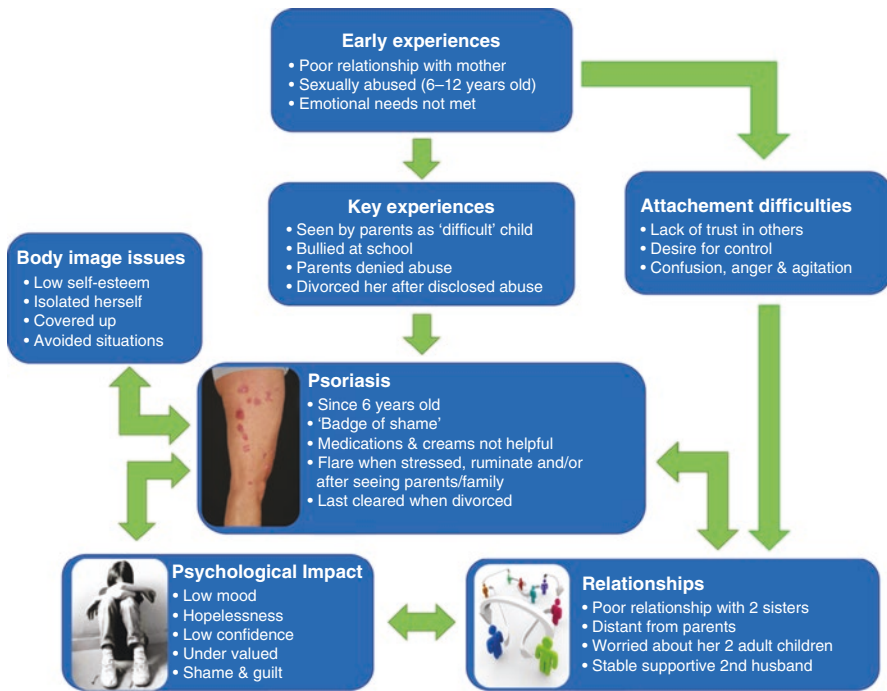 Early experiences
• Poor relationship with mother
• Sexually abused (6–12 years old)
• Emotional needs not met
Key experiences
• Seen by parents as ‘difficult’ child
• Bullied at school
• Parents denied abuse
• Divorced her after disclosed abuse
Attachement difficulties
• Lack of trust in others
• Desire for control
• Confusion, anger & agitation
Body image issues
• Low self-esteem
• Isolated herself
• Covered up
• Avoided situations
Psoriasis
• Since 6 years old
• ‘Badge of shame’
• Medications & creams not helpful
• Flare when stressed, ruminate and/or
after seeing parents/family
• Last cleared when divorced
Psychological Impact
• Low mood
• Hopelessness
• Low confidence
• Under valued
• Shame & guilt
Relationships
• Poor relationship with 2 sisters
• Distant from parents
• Worried about her 2 adult children
• Stable supportive 2nd husband